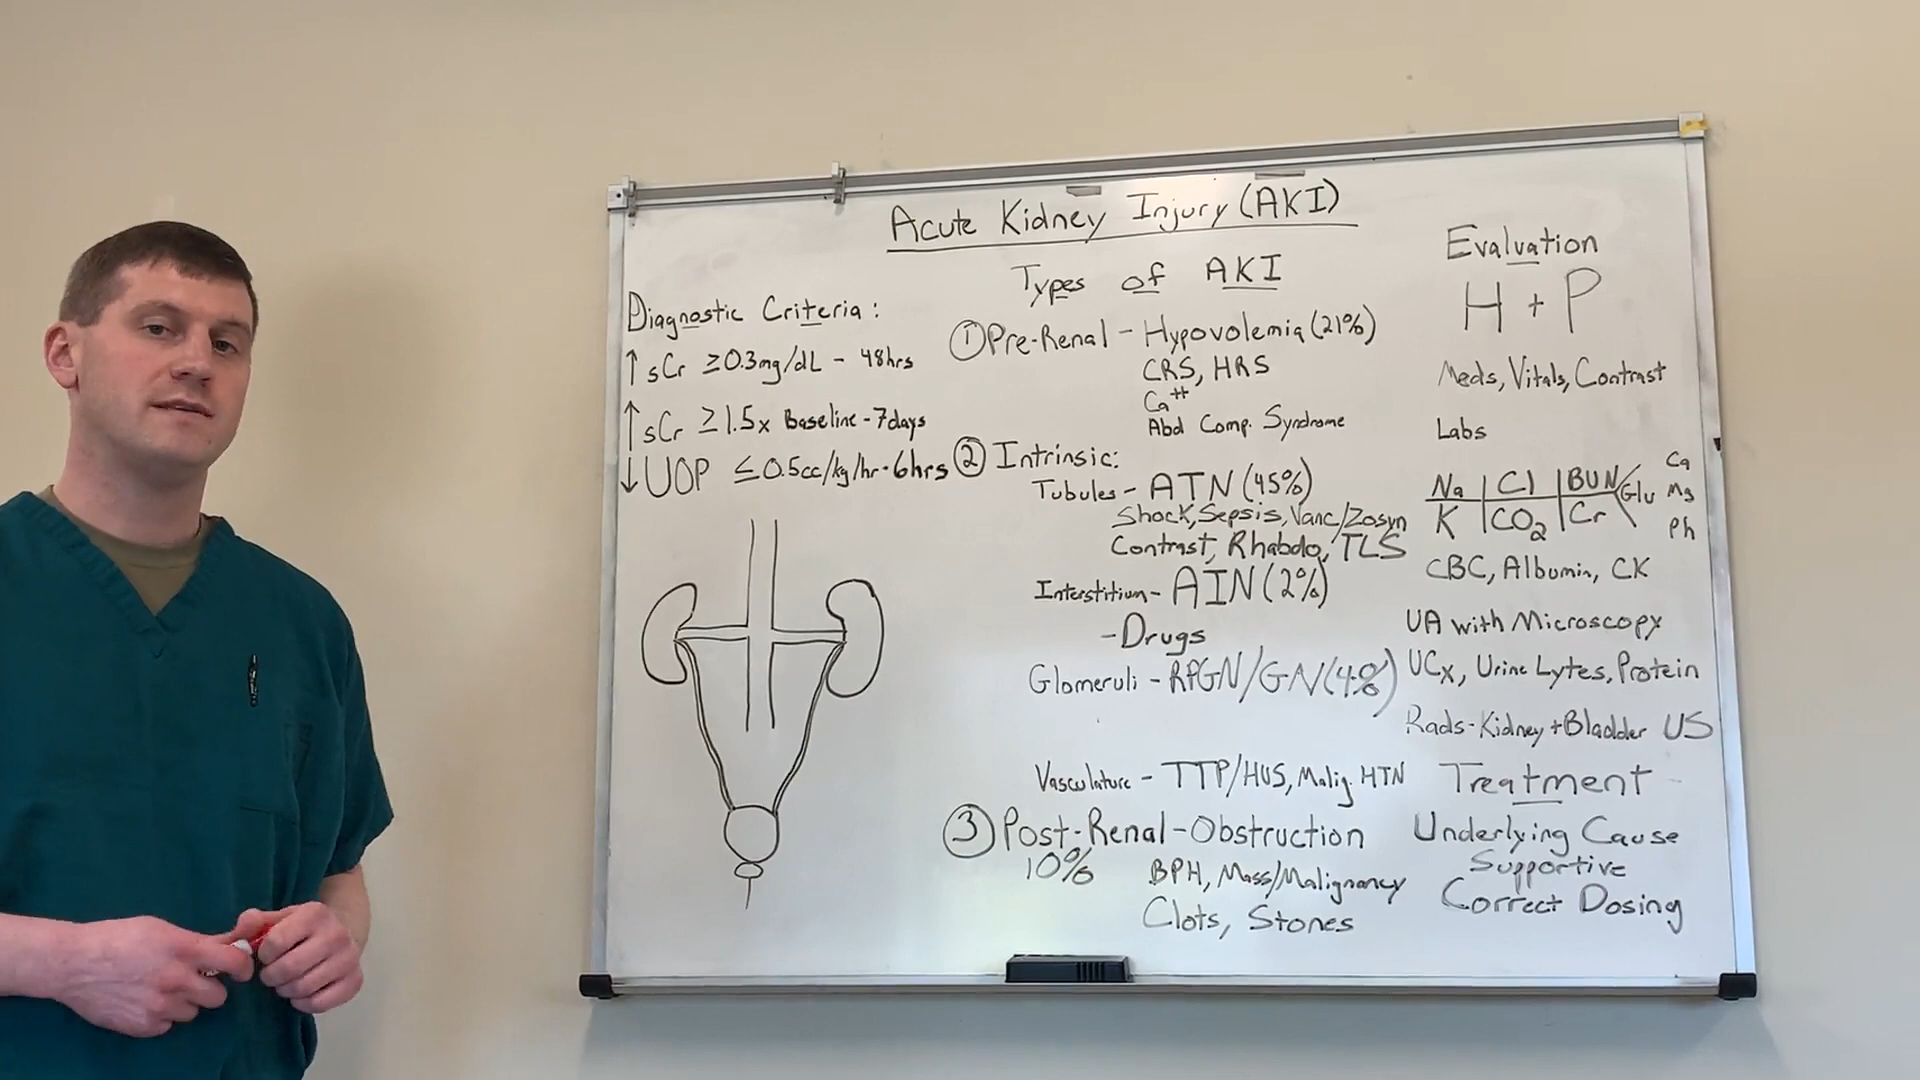 Acute Kidney Injury (AKI)
Diagnostic Criteria:
↑ sCr ≥0.3mg/dL - 48hrs
↑ sCr ≥1.5x Baseline - 7days
↓ UOP ≤0.5cc/kg/hr - 6hrs
Types of AKI
① Pre-Renal - Hypovolemia (21%)
CRS, HRS
Ca++
Abd Comp. Syndrome
② Intrinsic:
Tubules - ATN (45%)
Shock, Sepsis, Vanc/Zosyn
Contrast, Rhabdo, TLS
Interstitium - AIN (2%)
- Drugs
Glomeruli - RPGN/GN (4%)
Vasculature - TTP/HUS, Malig. HTN
③ Post-Renal - Obstruction
10% BPH, Mass/Malignancy
Clots, Stones
Evaluation
H + P
Meds, Vitals, Contrast
Labs
Na Cl BUN Glu Ca
K CO2 Cr Mg
Ph
CBC, Albumin, CK
UA with Microscopy
UCx, Urine Lytes, Protein
Rads - Kidney + Bladder US
Treatment
Underlying Cause
Supportive
Correct Dosing